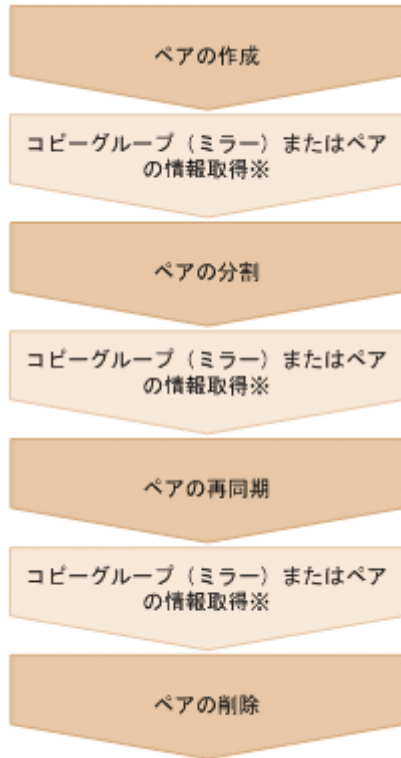 ペアの作成
コピーグループ（ミラー）またはペア
の情報取得※
ペアの分割
コピーグループ（ミラー）またはペア
の情報取得※
ペアの再同期
コピーグループ（ミラー）またはペア
の情報取得※
ペアの削除